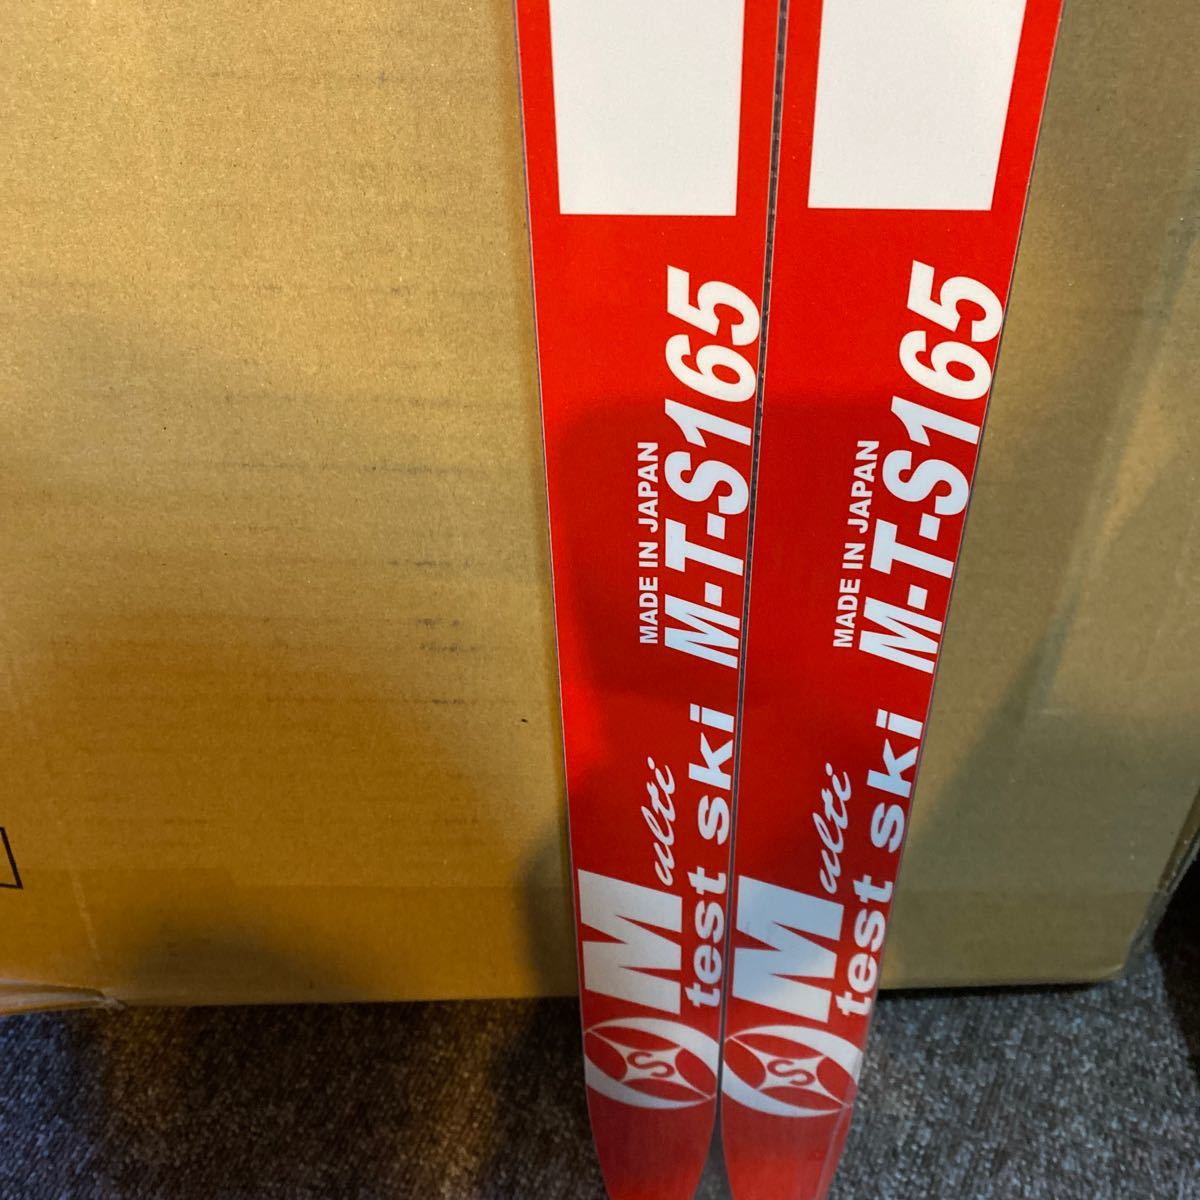 Multi
test ski M-T-S165
MADE IN JAPAN
S
Multi
test ski M-T-S165
MADE IN JAPAN
S